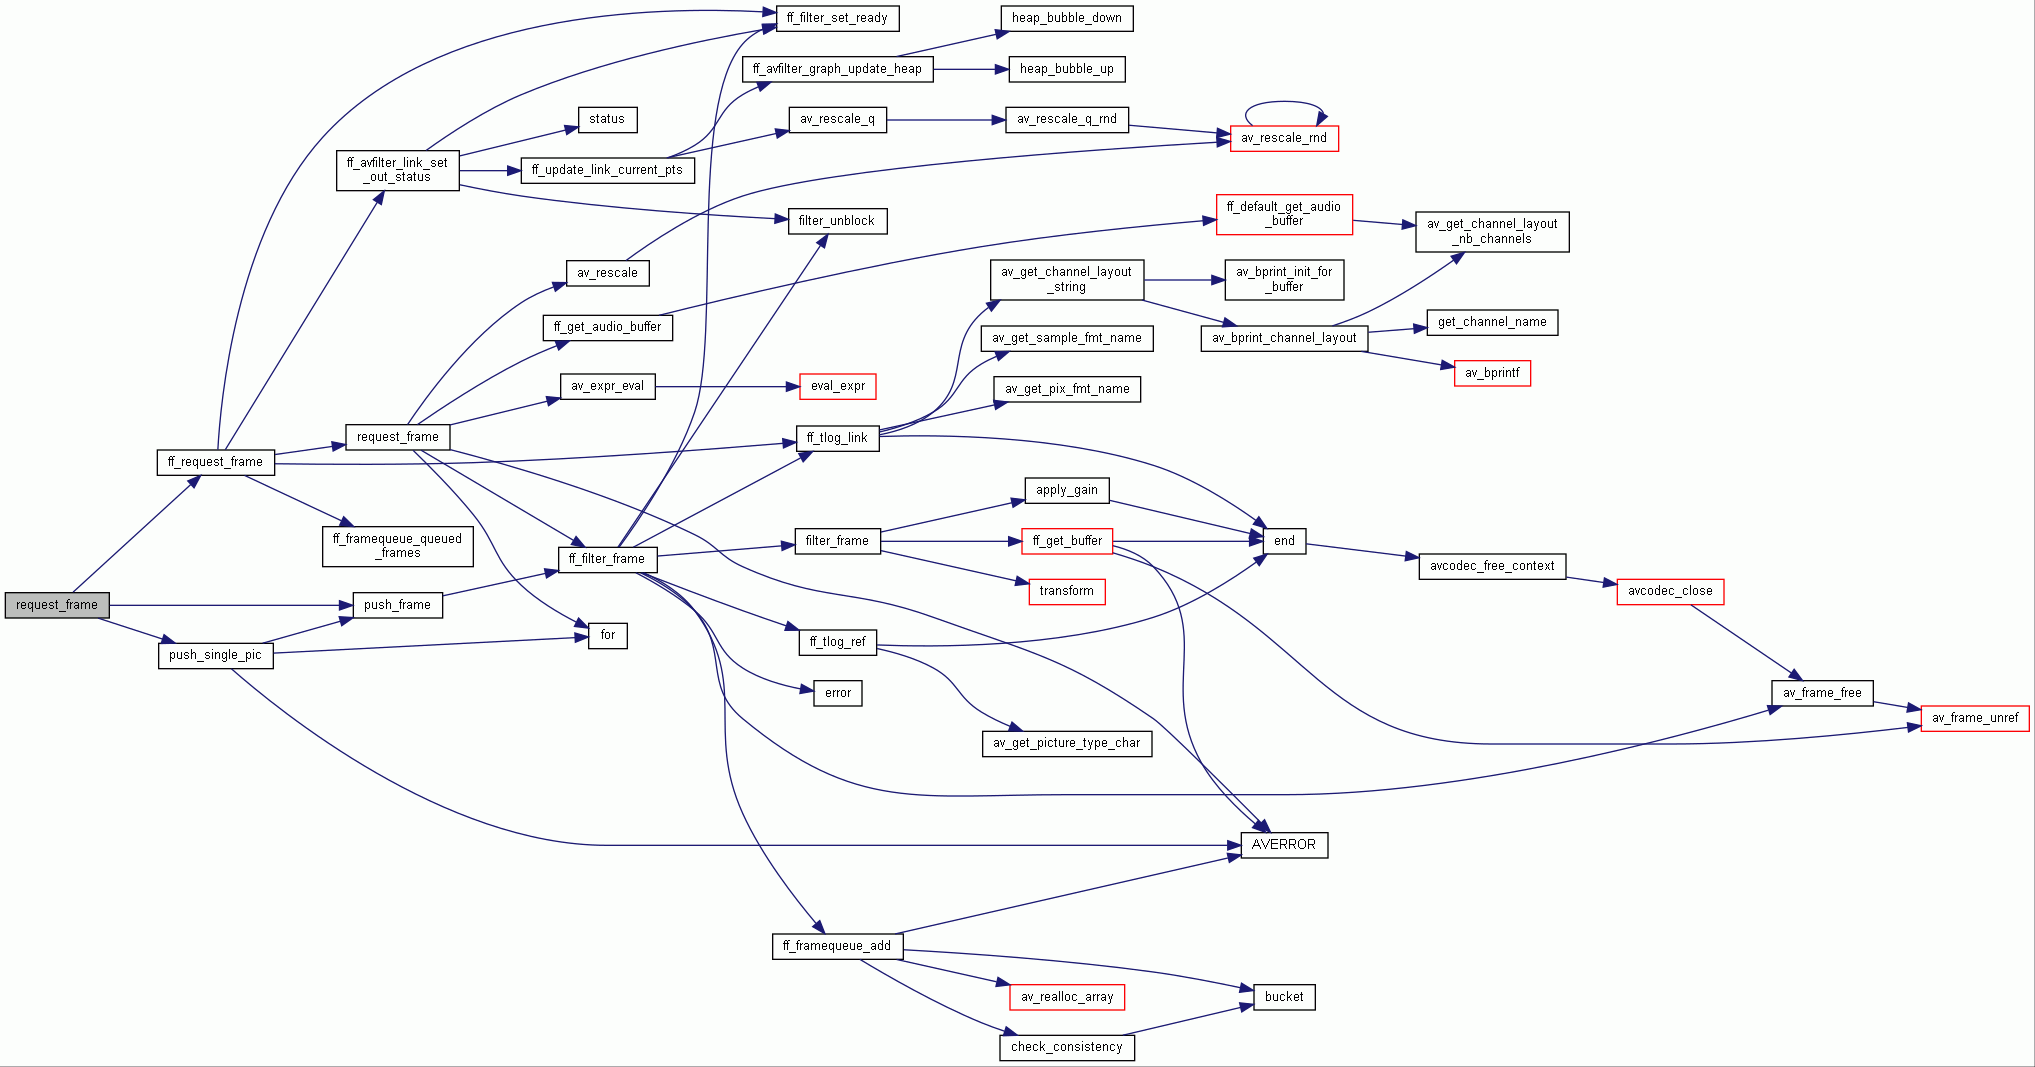 ff_filter_set_ready
heap_bubble_down
ff_avfilter_graph_update_heap
heap_bubble_up
status
av_rescale_q
av_rescale_q_rnd
av_rescale_rnd
ff_avfilter_link_set
_out_status
ff_update_link_current_pts
filter_unblock
ff_default_get_audio
_buffer
av_get_channel_layout
_nb_channels
av_rescale
av_get_channel_layout
_string
av_bprint_init_for
_buffer
ff_get_audio_buffer
av_get_sample_fmt_name
av_bprint_channel_layout
get_channel_name
av_expr_eval
eval_expr
av_get_pix_fmt_name
av_bprintf
request_frame
ff_tlog_link
ff_request_frame
apply_gain
ff_framequeue_queued
_frames
ff_filter_frame
filter_frame
ff_get_buffer
end
avcodec_free_context
transform
avcodec_close
request_frame
push_frame
for
push_single_pic
ff_tlog_ref
error
av_frame_free
av_frame_unref
av_get_picture_type_char
AVERROR
ff_framequeue_add
av_realloc_array
bucket
check_consistency